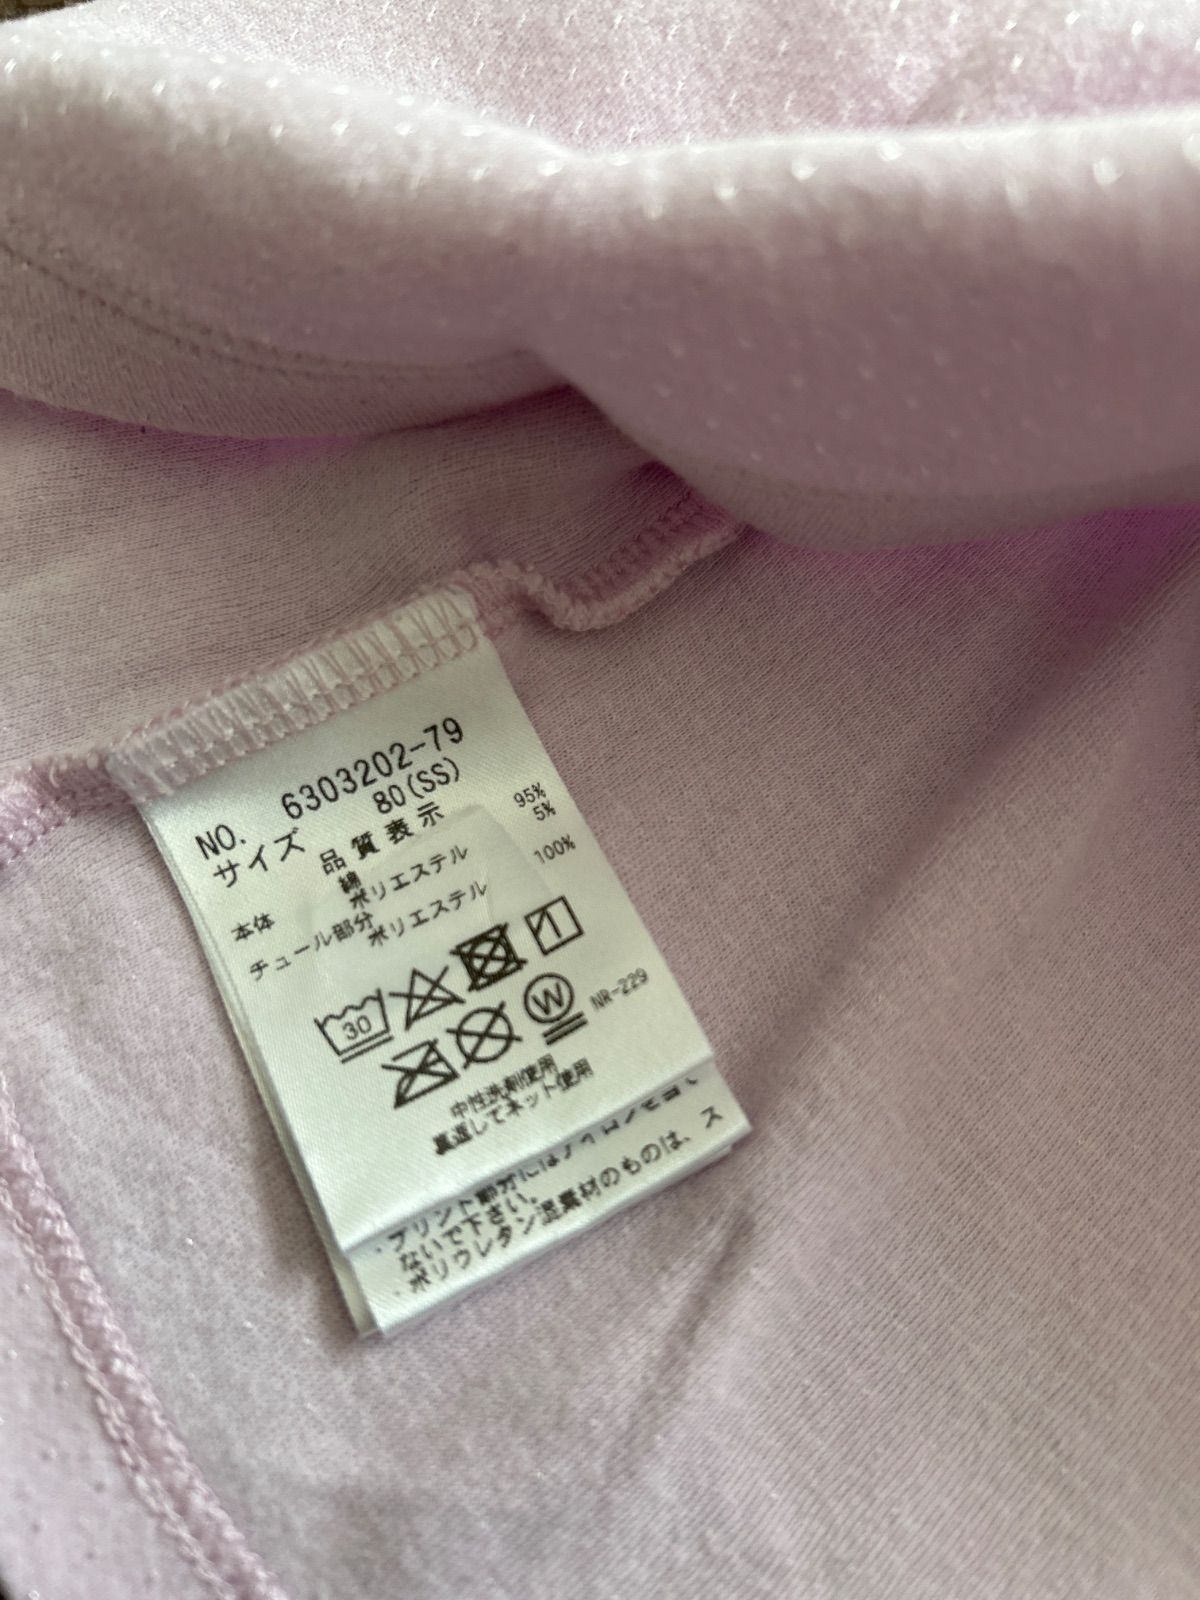 NO. 6303202-79
サイズ 80(SS)
品質表示
本体 綿 95%
ポリエステル 5%
チュール部分
ポリエステル 100%
30
W
NR-229
中性洗剤使用
裏返してネット使用
・プリント部分には
ないで下さい。
・ポリウレタン混素材のものは、ス